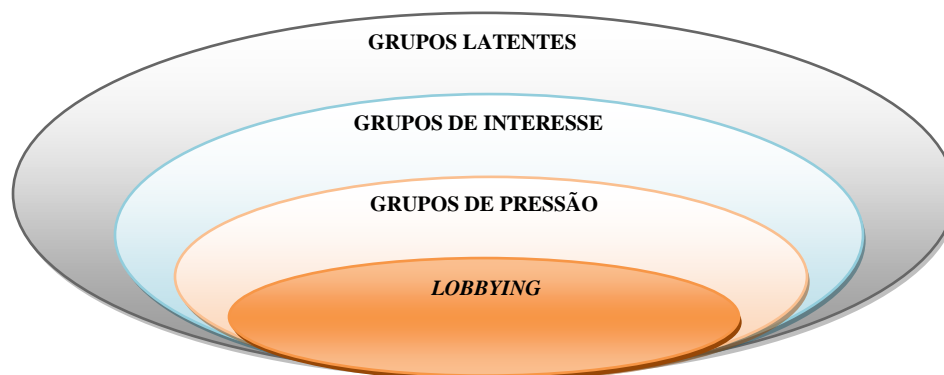 GRUPOS LATENTES
GRUPOS DE INTERESSE
GRUPOS DE PRESSÃO
LOBBYING